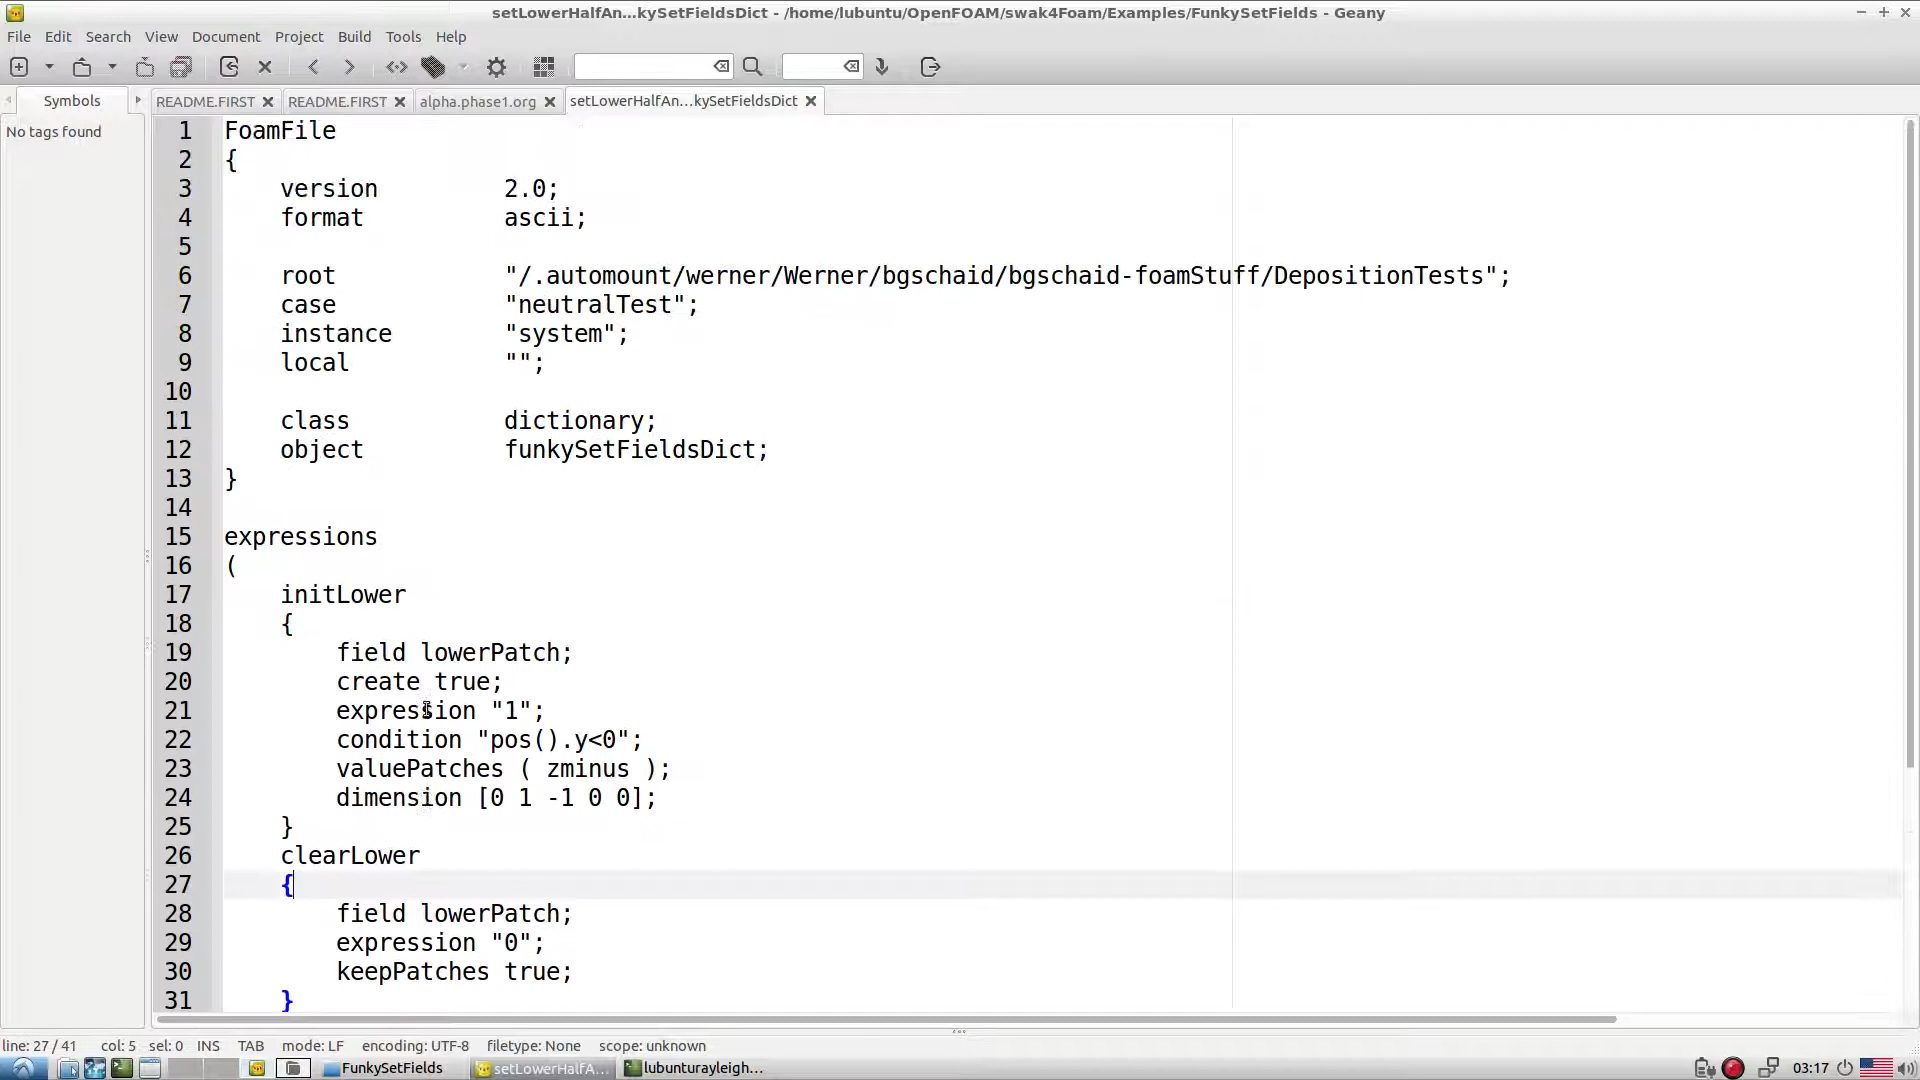 setLowerHalfAn...kySetFieldsDict - /home/lubuntu/OpenFOAM/swak4Foam/Examples/FunkySetFields - Geany
File Edit Search View Document Project Build Tools Help
Symbols README.FIRST README.FIRST alpha.phase1.org setLowerHalfAn...kySetFieldsDict
No tags found
1 FoamFile
2 {
3 version 2.0;
4 format ascii;
5
6 root "/.automount/werner/Werner/bgschaid/bgschaid-foamStuff/DepositionTests";
7 case "neutralTest";
8 instance "system";
9 local "";
10
11 class dictionary;
12 object funkySetFieldsDict;
13 }
14
15 expressions
16 (
17 initLower
18 {
19 field lowerPatch;
20 create true;
21 expression "1";
22 condition "pos().y<0";
23 valuePatches ( zminus );
24 dimension [0 1 -1 0 0];
25 }
26 clearLower
27 {
28 field lowerPatch;
29 expression "0";
30 keepPatches true;
31 }
line: 27 / 41 col: 5 sel: 0 INS TAB mode: LF encoding: UTF-8 filetype: None scope: unknown
FunkySetFields setLowerHalfA... lubunturayleigh... 03:17